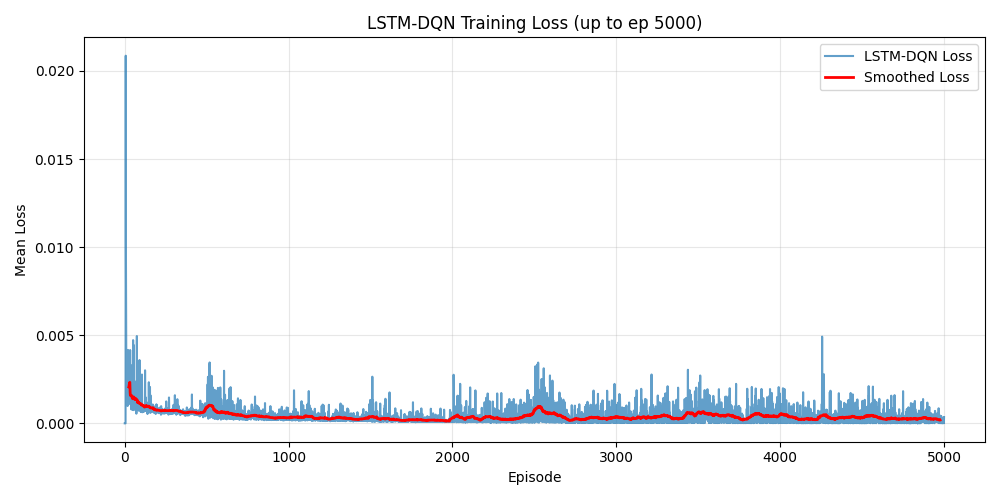 LSTM-DQN Training Loss (up to ep 5000)
LSTM-DQN Loss
Smoothed Loss
0.020
0.015
0.010
0.005
0.000
Mean Loss
0 1000 2000 3000 4000 5000
Episode